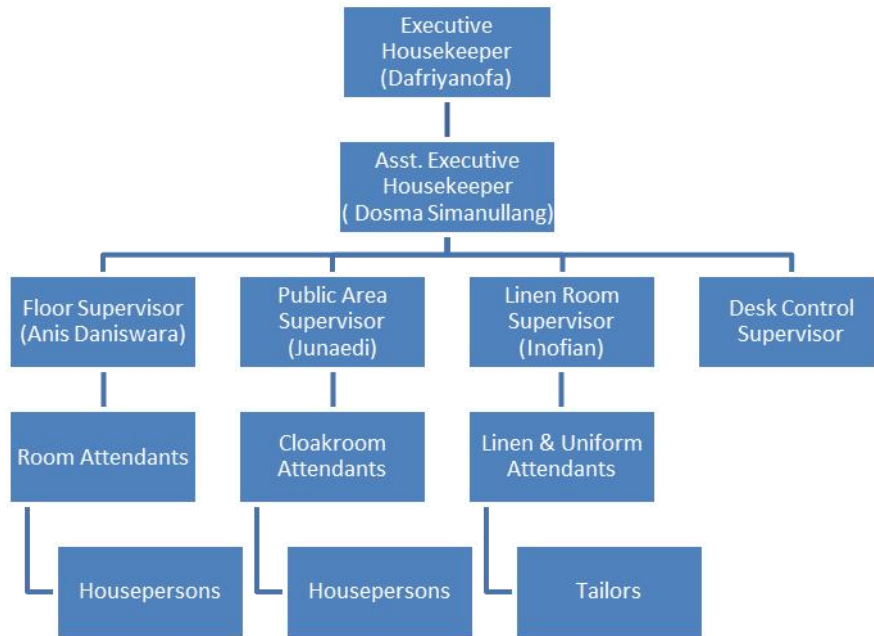 Executive
Housekeeper
(Dafriyanofa)
Asst. Executive
Housekeeper
( Dosma Simanullang)
Floor Supervisor
(Anis Daniswara)
Public Area
Supervisor
(Junaedi)
Linen Room
Supervisor
(Inofian)
Desk Control
Supervisor
Room Attendants
Cloakroom
Attendants
Linen & Uniform
Attendants
Housepersons
Housepersons
Tailors